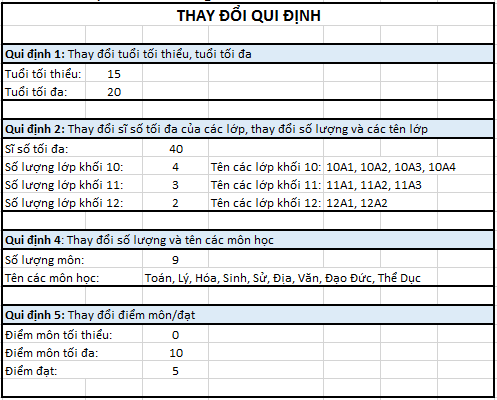 THAY ĐỔI QUI ĐỊNH
Qui định 1: Thay đổi tuổi tối thiểu, tuổi tối đa
Tuổi tối thiểu: 15
Tuổi tối đa: 20
Qui định 2: Thay đổi sĩ số tối đa của các lớp, thay đổi số lượng và các tên lớp
Sĩ số tối đa: 40
Số lượng lớp khối 10: 4 Tên các lớp khối 10: 10A1, 10A2, 10A3, 10A4
Số lượng lớp khối 11: 3 Tên các lớp khối 11: 11A1, 11A2, 11A3
Số lượng lớp khối 12: 2 Tên các lớp khối 12: 12A1, 12A2
Qui định 4: Thay đổi số lượng và tên các môn học
Số lượng môn: 9
Tên các môn học: Toán, Lý, Hóa, Sinh, Sử, Địa, Văn, Đạo Đức, Thể Dục
Qui định 5: Thay đổi điểm môn/đạt
Điểm môn tối thiểu: 0
Điểm môn tối đa: 10
Điểm đạt: 5